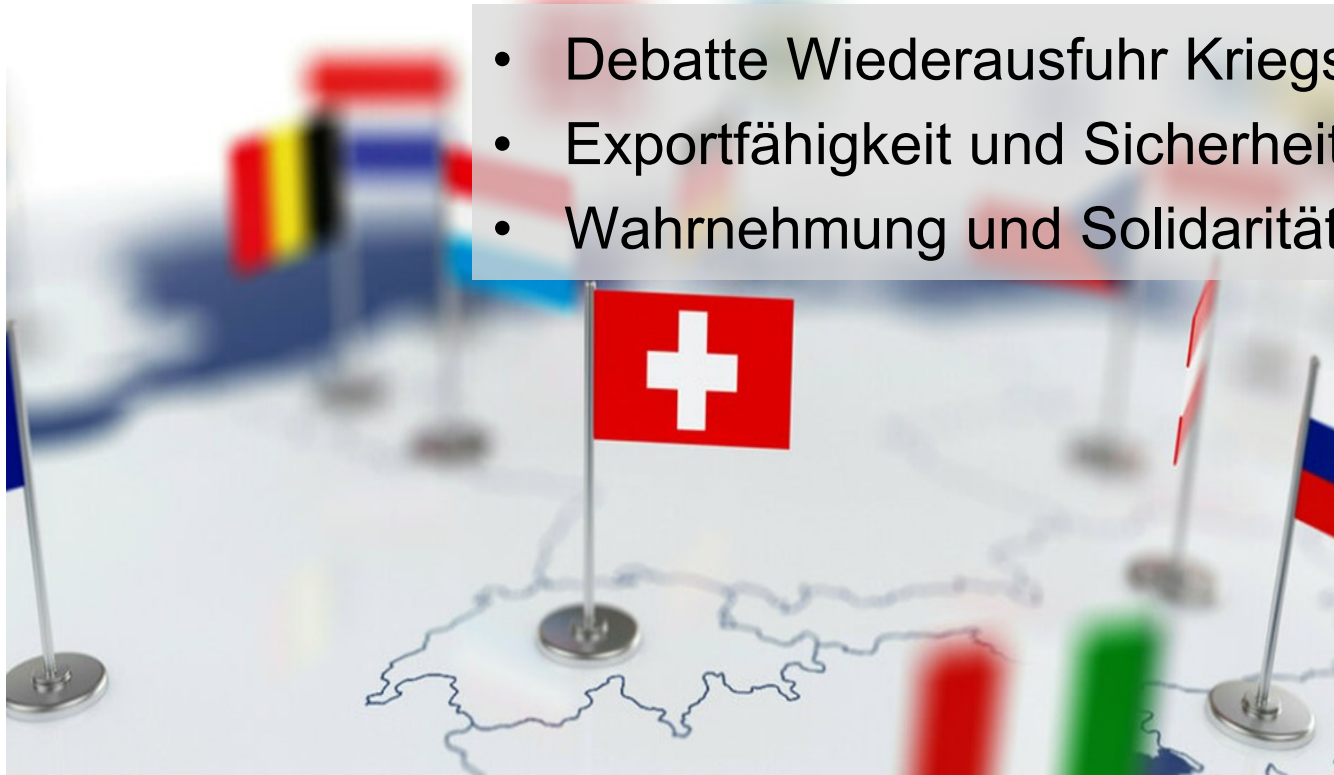 • Debatte Wiederausfuhr Kriegs
• Exportfähigkeit und Sicherheit
• Wahrnehmung und Solidarität